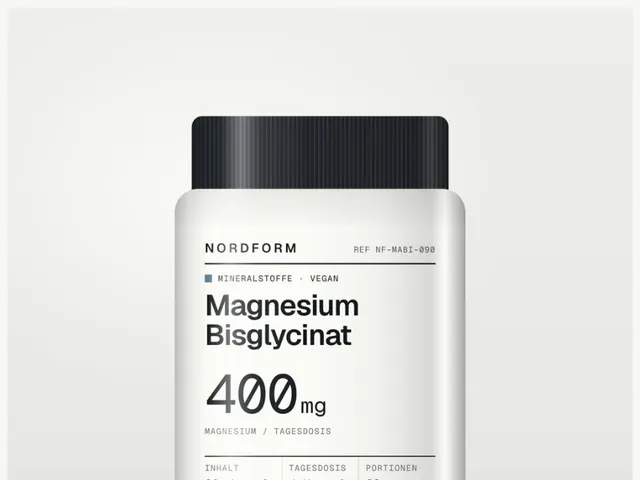 NORDFORM REF NF-MABI-090
MINERALSTOFFE · VEGAN
Magnesium
Bisglycinat
400mg
MAGNESIUM / TAGESDOSIS
INHALT TAGESDOSIS PORTIONEN